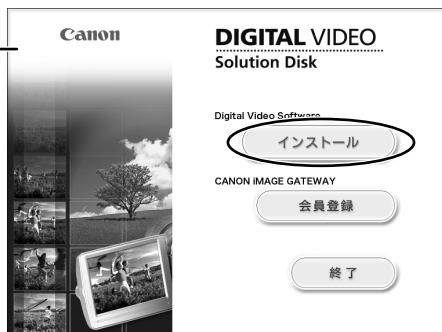 Canon
DIGITAL VIDEO
Solution Disk
Digital Video Software
インストール
CANON iMAGE GATEWAY
会員登録
終了